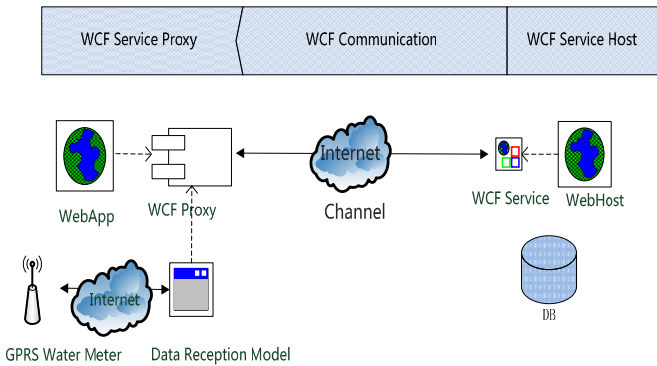 WCF Service Proxy
WCF Communication
WCF Service Host
Internet
WebApp
WCF Proxy
Channel
WCF Service
WebHost
Internet
DB
GPRS Water Meter
Data Reception Model